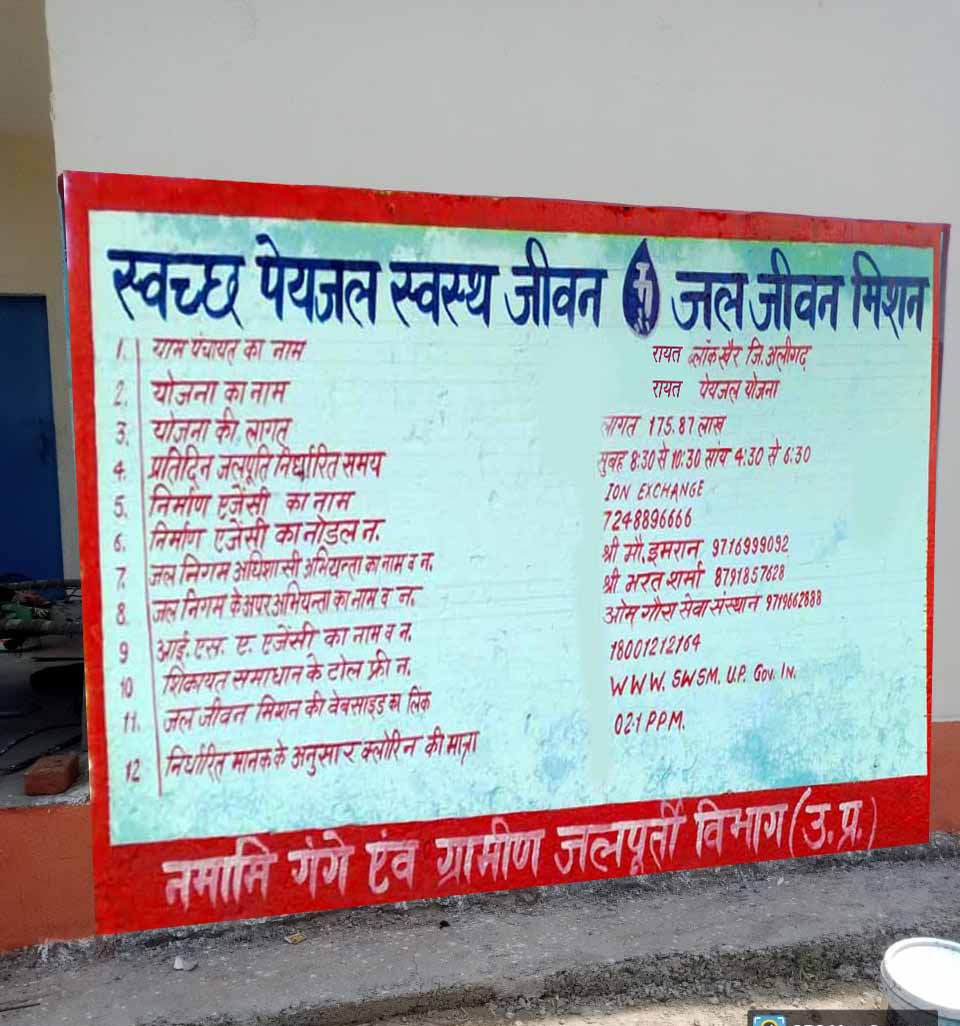 स्वच्छ पेयजल स्वस्थ जीवन जल जीवन मिशन
1. ग्राम पंचायत का नाम रायत ब्लॉक खैर जि. अलीगढ़
2. योजना का नाम रायत पेयजल योजना
3. योजना की लागत लागत 175.87 लाख
4. प्रतिदिन जलपूर्ति निर्धारित समय सुबह 8:30 से 10:30 सांय 4:30 से 6:30
5. निर्माण एजेंसी का नाम ION EXCHANGE
6. निर्माण एजेंसी का नोडल न. 7248896666
7. जल निगम अधिशासी अभियन्ता का नाम व न. श्री मौ. इमरान 9716999092
8. जल निगम के अपर अभियन्ता का नाम व न. श्री भरत शर्मा 8791857628
9 आई. एस. ए. एजेंसी का नाम व न. ओम गौरा सेवा संस्थान 9719662888
10 शिकायत समाधान के टोल फ्री न. 18001212164
11. जल जीवन मिशन की वेबसाइड का लिंक WWW. SWSM. U.P. Gov. IN.
12 निर्धारित मानक के अनुसार क्लोरिन की मात्रा 02.1 PPM.
नमामि गंगे एंव ग्रामीण जलपूर्ती विभाग (उ. प्र.)